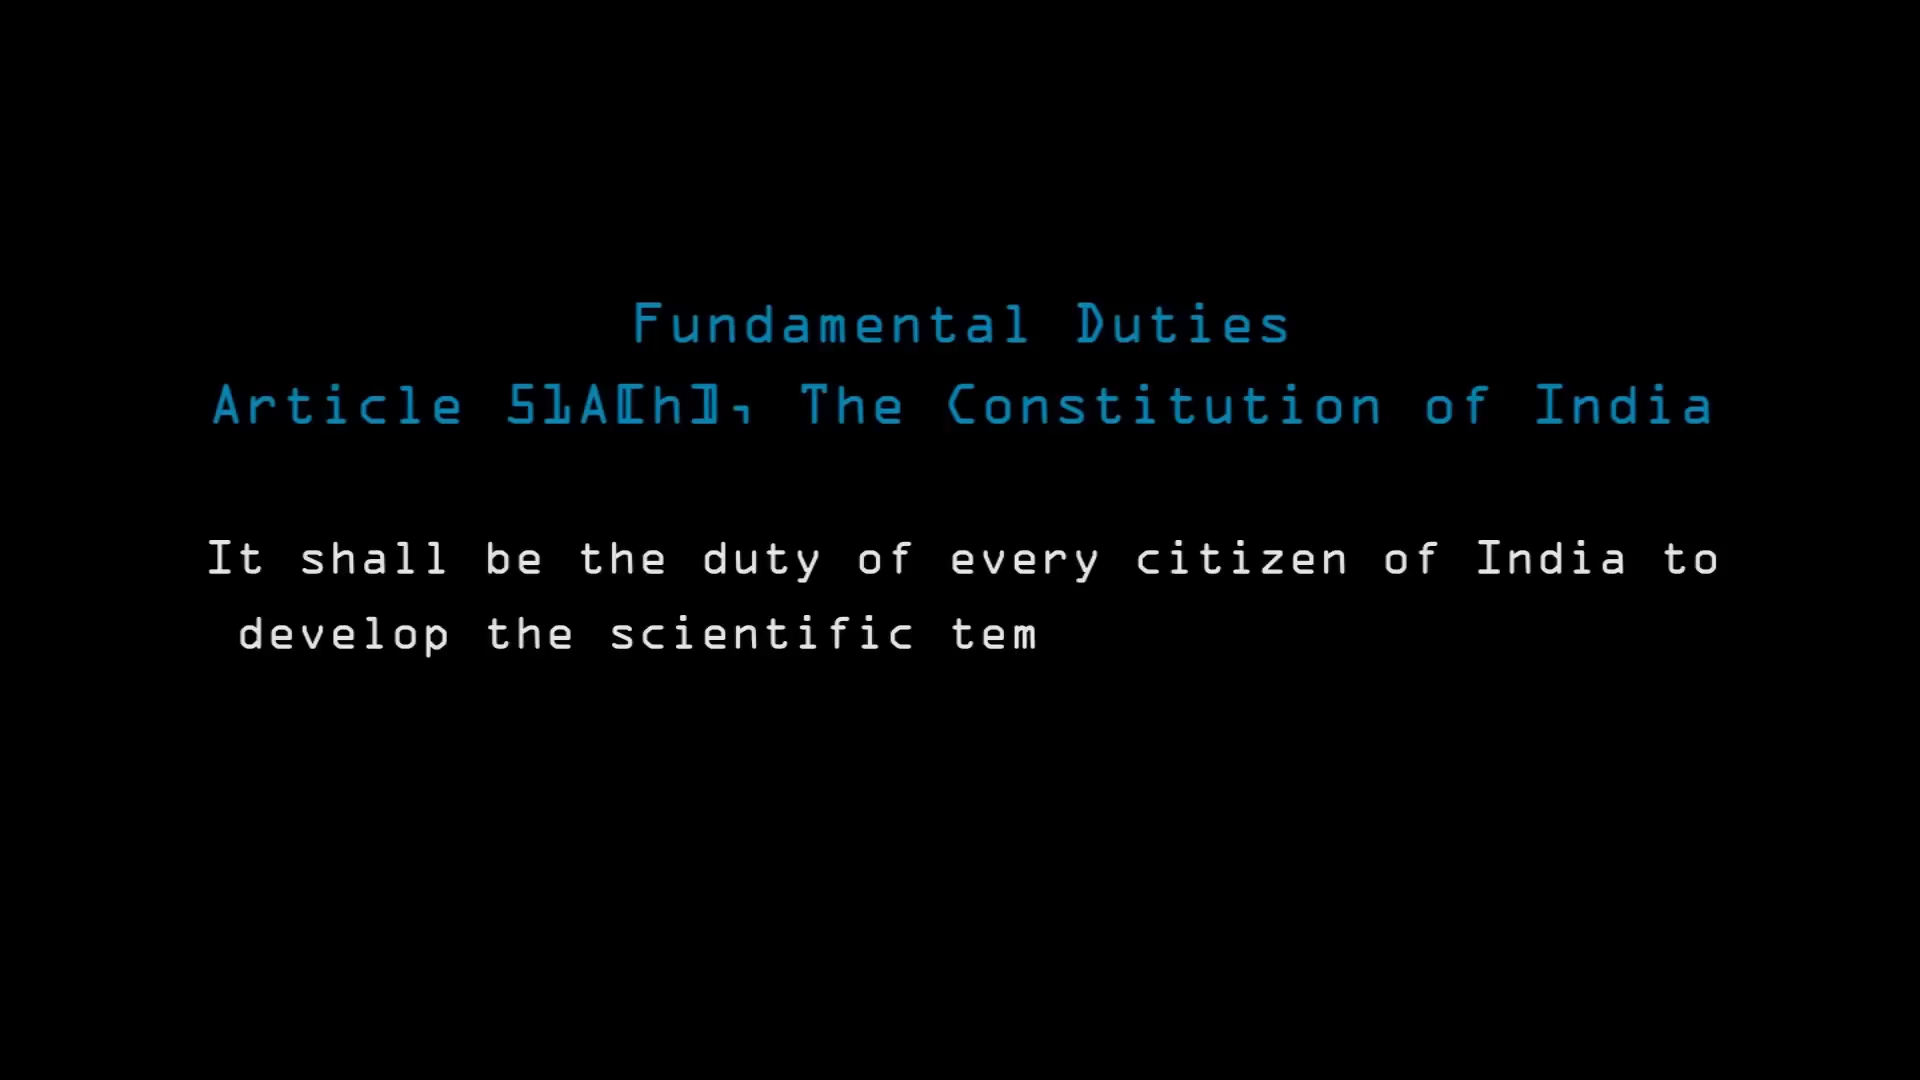 Fundamental Duties
Article 51A[h], The Constitution of India
It shall be the duty of every citizen of India to
develop the scientific tem